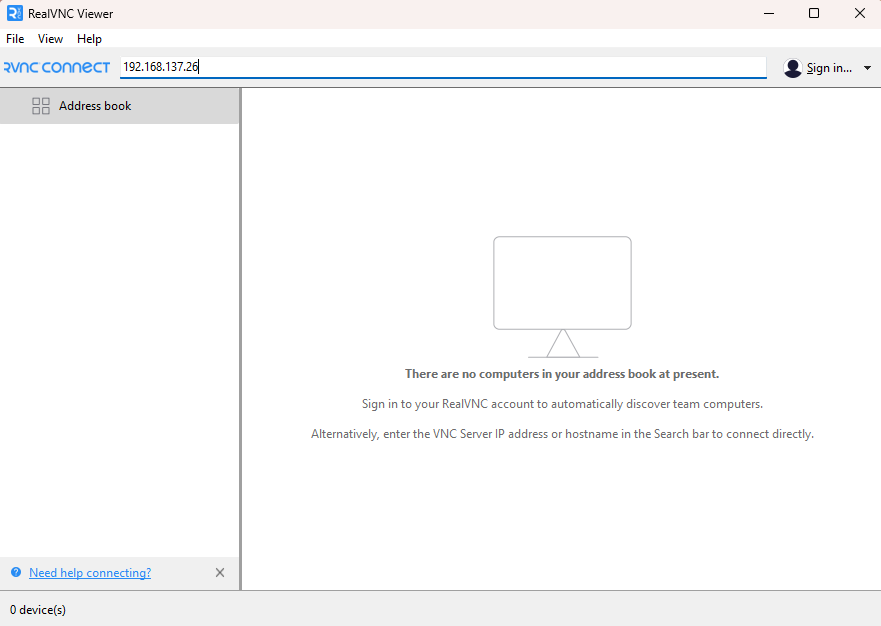 RealVNC Viewer
File View Help
RVNC CONNECT 192.168.137.26 Sign in...
Address book
There are no computers in your address book at present.
Sign in to your RealVNC account to automatically discover team computers.
Alternatively, enter the VNC Server IP address or hostname in the Search bar to connect directly.
? Need help connecting?
0 device(s)